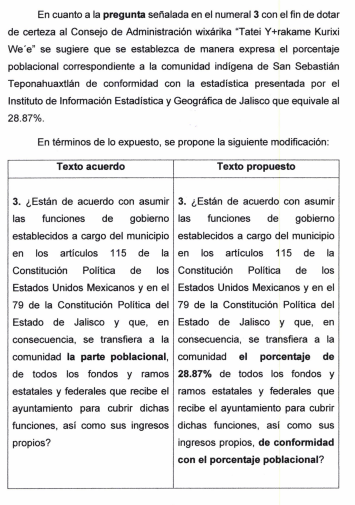 En cuanto a la pregunta señalada en el numeral 3 con el fin de dotar
de certeza al Consejo de Administración wixárika "Tatei Y+rakame Kurixi
We´e" se sugiere que se establezca de manera expresa el porcentaje
poblacional correspondiente a la comunidad indígena de San Sebastián
Teponahuaxtlán de conformidad con la estadística presentada por el
Instituto de Información Estadística y Geográfica de Jalisco que equivale al
28.87%.
En términos de lo expuesto, se propone la siguiente modificación:
Texto acuerdo
3. ¿Están de acuerdo con asumir
las funciones de gobierno
establecidos a cargo del municipio
en los artículos 115 de la
Constitución Política de los
Estados Unidos Mexicanos y en el
79 de la Constitución Política del
Estado de Jalisco y que, en
consecuencia, se transfiera a la
comunidad la parte poblacional,
de todos los fondos y ramos
estatales y federales que recibe el
ayuntamiento para cubrir dichas
funciones, así como sus ingresos
propios?
Texto propuesto
3. ¿Están de acuerdo con asumir
las funciones de gobierno
establecidos a cargo del municipio
en los artículos 115 de la
Constitución Política de los
Estados Unidos Mexicanos y en el
79 de la Constitución Política del
Estado de Jalisco y que, en
consecuencia, se transfiera a la
comunidad el porcentaje de
28.87% de todos los fondos y
ramos estatales y federales que
recibe el ayuntamiento para cubrir
dichas funciones, así como sus
ingresos propios, de conformidad
con el porcentaje poblacional?